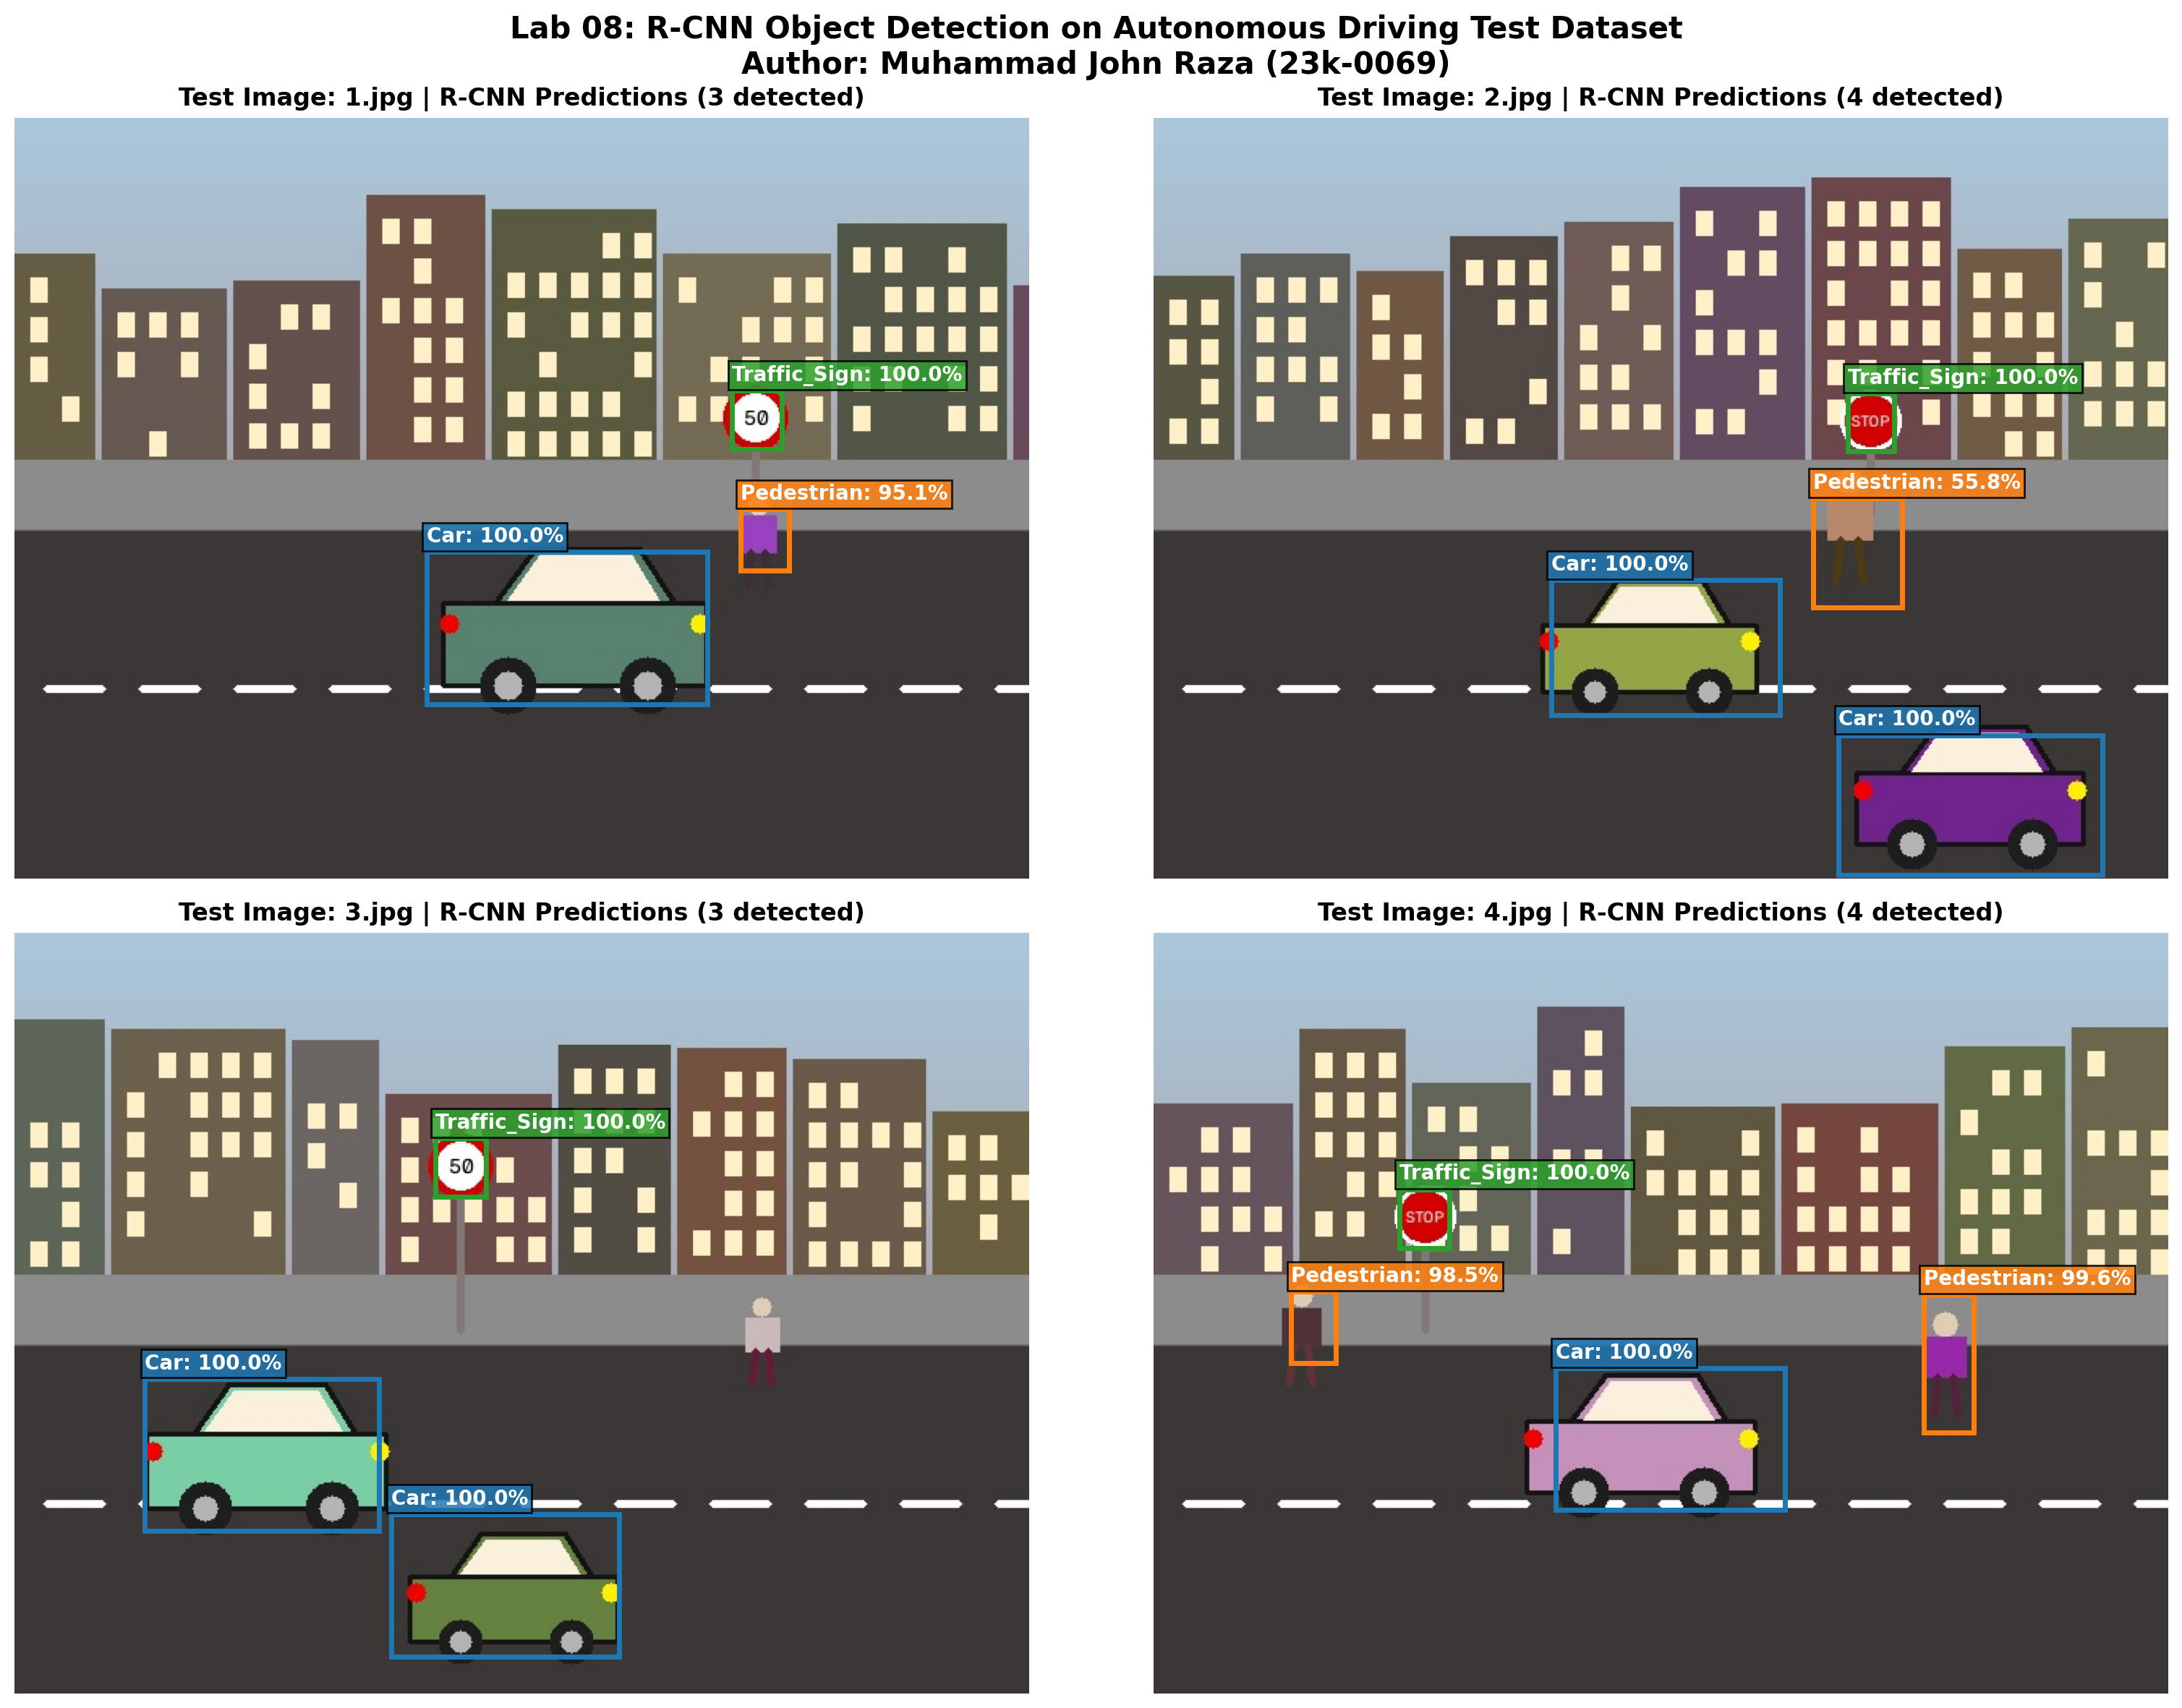 Lab 08: R-CNN Object Detection on Autonomous Driving Test Dataset
Author: Muhammad John Raza (23k-0069)
Test Image: 1.jpg | R-CNN Predictions (3 detected)
Traffic_Sign: 100.0%
50
Pedestrian: 95.1%
Car: 100.0%
Test Image: 2.jpg | R-CNN Predictions (4 detected)
Traffic_Sign: 100.0%
STOP
Pedestrian: 55.8%
Car: 100.0%
Car: 100.0%
Test Image: 3.jpg | R-CNN Predictions (3 detected)
Traffic_Sign: 100.0%
50
Car: 100.0%
Car: 100.0%
Test Image: 4.jpg | R-CNN Predictions (4 detected)
Traffic_Sign: 100.0%
STOP
Pedestrian: 98.5%
Pedestrian: 99.6%
Car: 100.0%